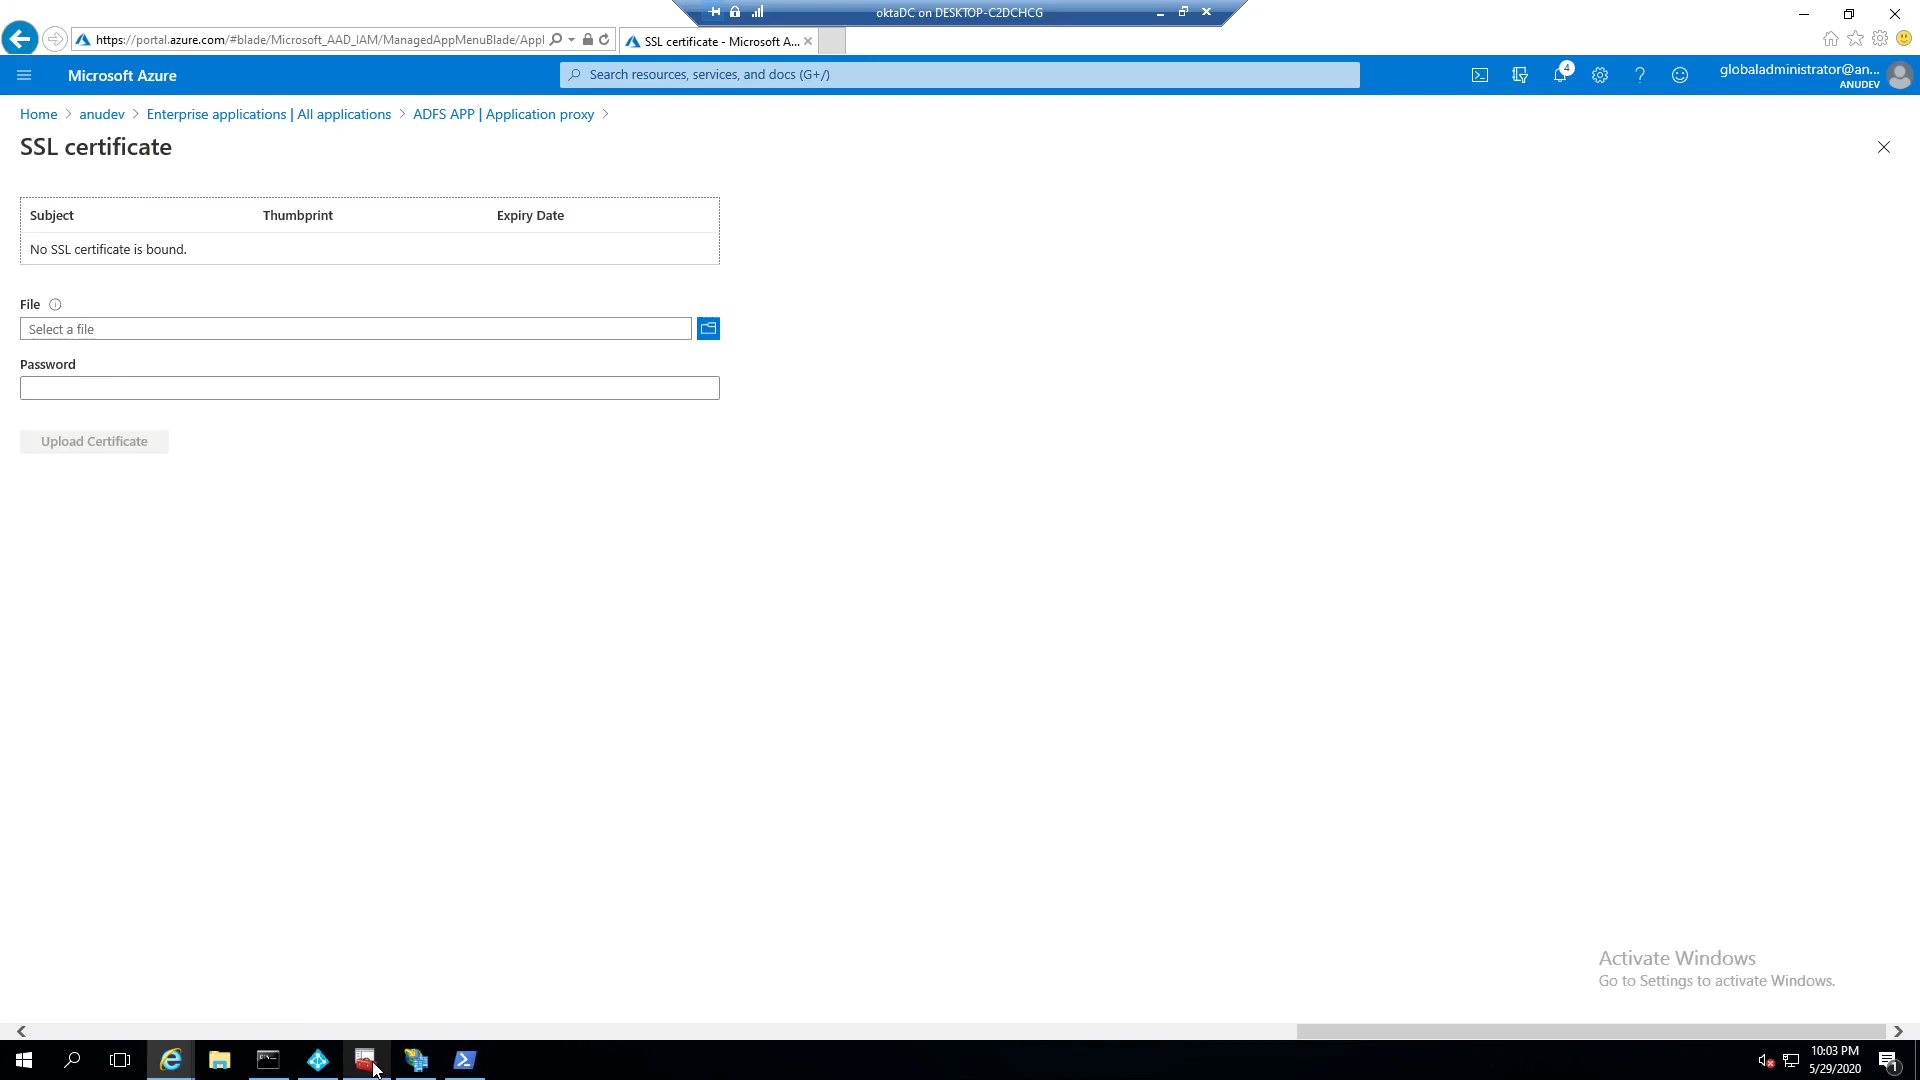 oktaDC on DESKTOP-C2DCHCG
https://portal.azure.com/#blade/Microsoft_AAD_IAM/ManagedAppMenuBlade/Appl
SSL certificate - Microsoft A...
Microsoft Azure
Search resources, services, and docs (G+/)
4
globaladministrator@an...
ANUDEV
Home > anudev > Enterprise applications | All applications > ADFS APP | Application proxy >
SSL certificate
Subject Thumbprint Expiry Date
No SSL certificate is bound.
File
Select a file
Password
Upload Certificate
Activate Windows
Go to Settings to activate Windows.
10:03 PM
5/29/2020
1